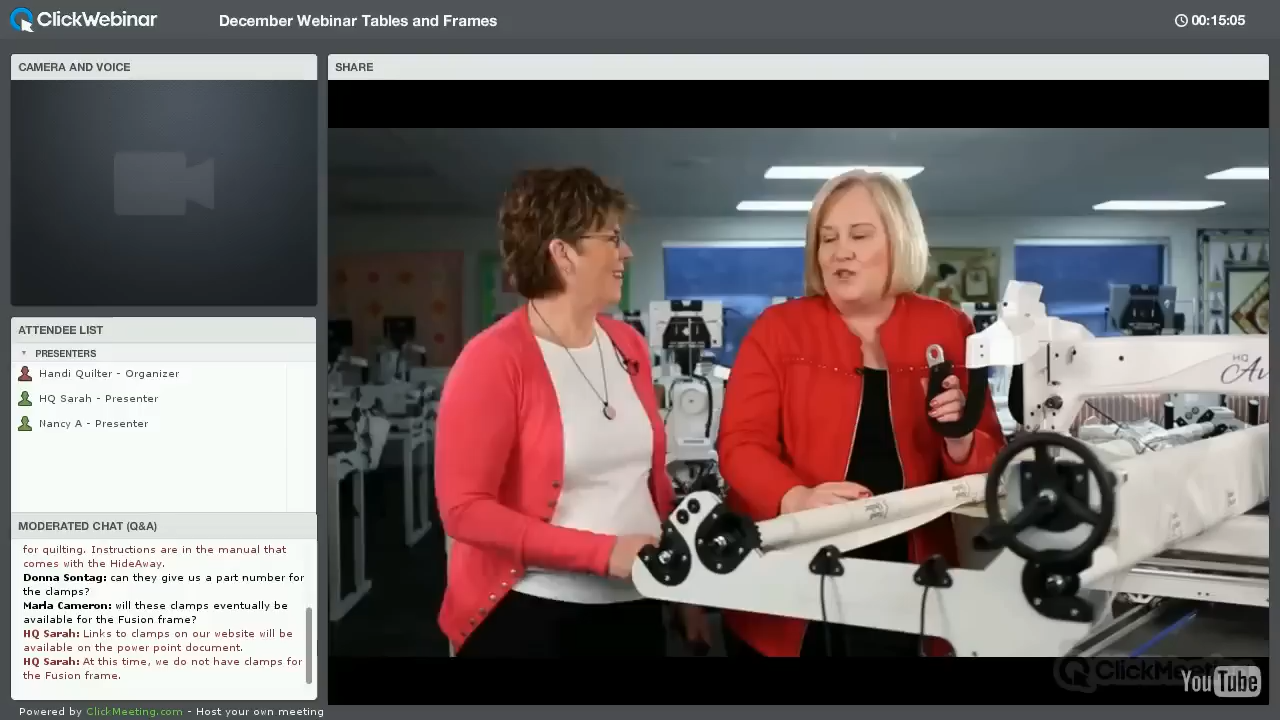 ClickWebinar
December Webinar Tables and Frames
00:15:05
CAMERA AND VOICE
SHARE
ATTENDEE LIST
PRESENTERS
Handi Quilter - Organizer
HQ Sarah - Presenter
Nancy A - Presenter
MODERATED CHAT (Q&A)
for quilting. Instructions are in the manual that
comes with the HideAway.
Donna Sontag: can they give us a part number for
the clamps?
Marla Cameron: will these clamps eventually be
available for the Fusion frame?
HQ Sarah: Links to clamps on our website will be
available on the power point document.
HQ Sarah: At this time, we do not have clamps for
the Fusion frame.
HQ
Av
ClickMeeting
YouTube
Powered by ClickMeeting.com - Host your own meeting